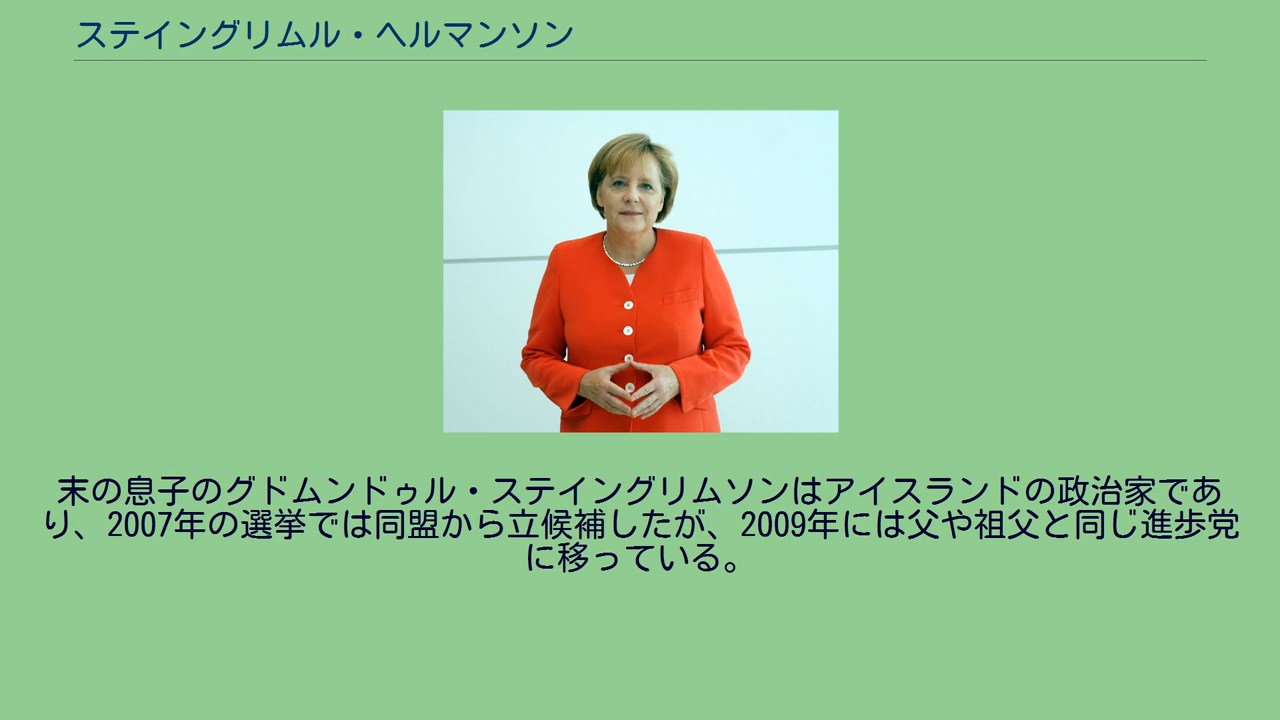 ステイングリムル・ヘルマンソン
末の息子のグドムンドゥル・ステイングリムソンはアイスランドの政治家であ
り、2007年の選挙では同盟から立候補したが、2009年には父や祖父と同じ進歩党
に移っている。